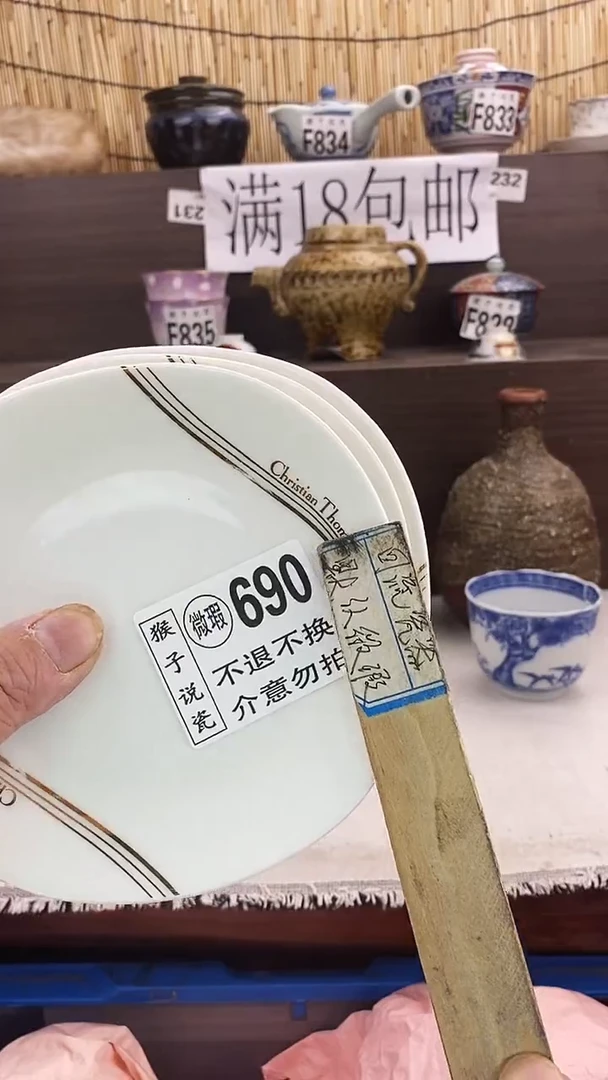 F834
F833
231
满18包邮
232
F835
F829
Christian Thom
猴子说瓷
微瑕
690
不退不换
介意勿拍